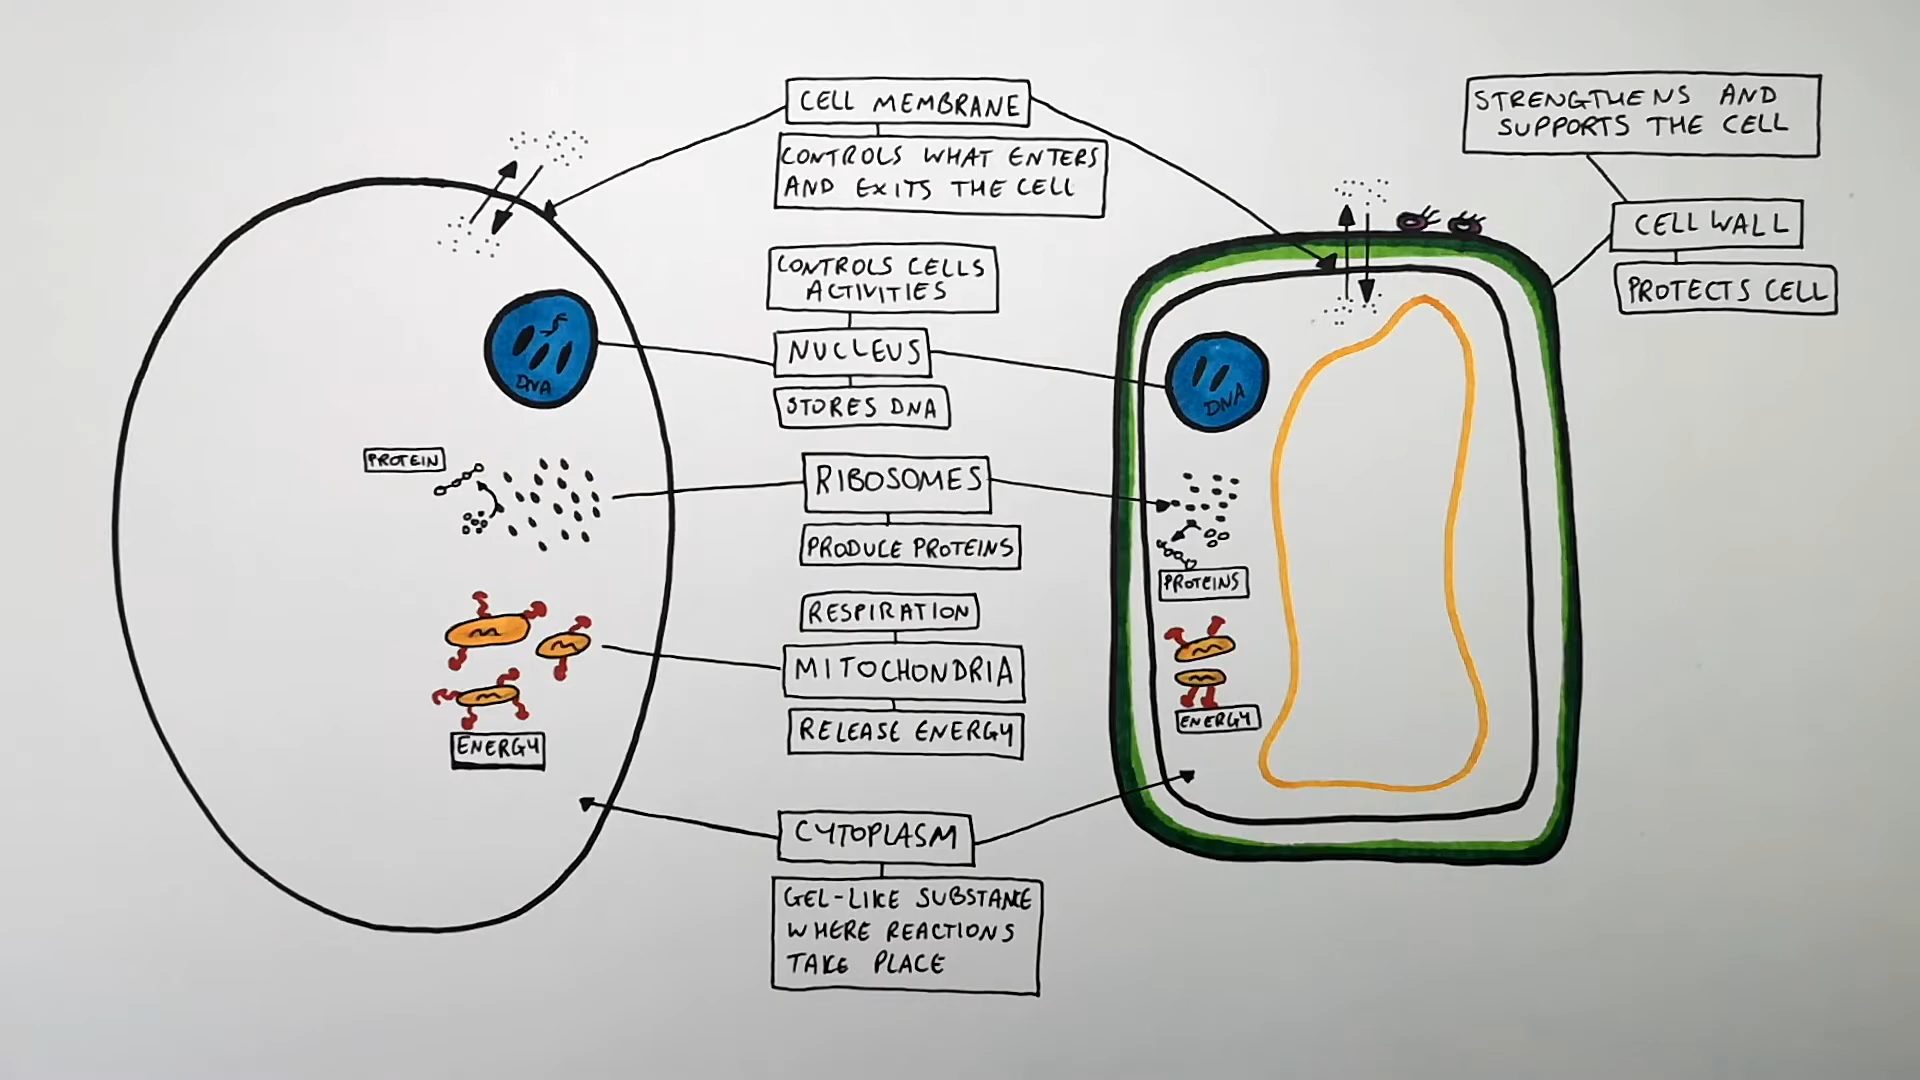 CELL MEMBRANE
CONTROLS WHAT ENTERS
AND EXITS THE CELL
STRENGTHENS AND
SUPPORTS THE CELL
CELL WALL
PROTECTS CELL
CONTROLS CELLS
ACTIVITIES
NUCLEUS
STORES DNA
DNA
DNA
PROTEIN
RIBOSOMES
PRODUCE PROTEINS
PROTEINS
RESPIRATION
MITOCHONDRIA
RELEASE ENERGY
ENERGY
ENERGY
CYTOPLASM
GEL-LIKE SUBSTANCE
WHERE REACTIONS
TAKE PLACE